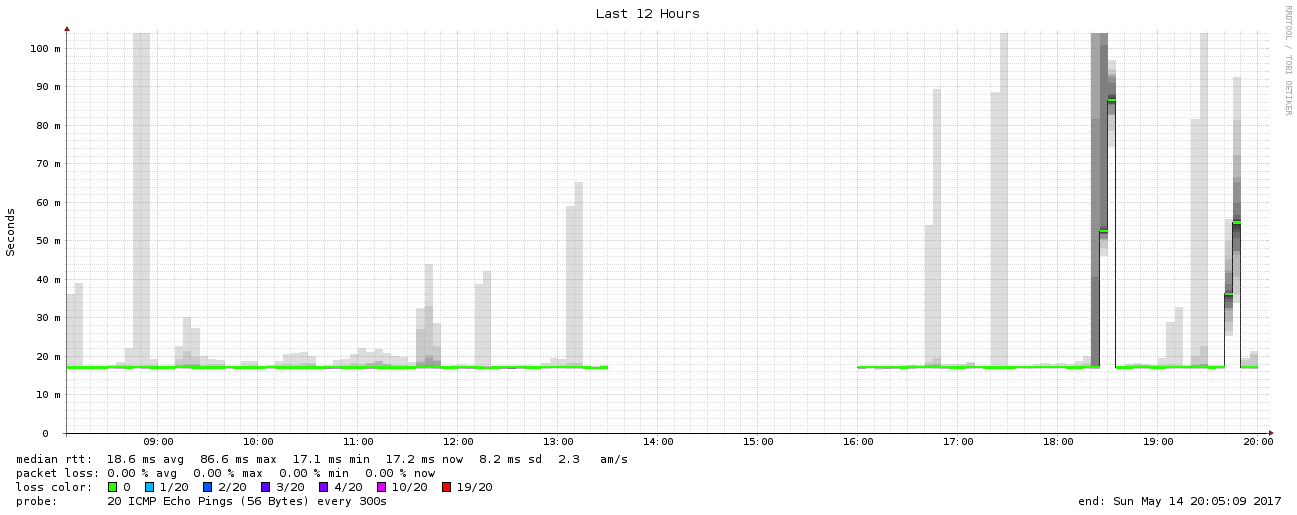 Last 12 Hours
RRDTOOL / TOBI OETIKER
Seconds
100 m
90 m
80 m
70 m
60 m
50 m
40 m
30 m
20 m
10 m
0
09:00 10:00 11:00 12:00 13:00 14:00 15:00 16:00 17:00 18:00 19:00 20:00
median rtt: 18.6 ms avg 86.6 ms max 17.1 ms min 17.2 ms now 8.2 ms sd 2.3 am/s
packet loss: 0.00 % avg 0.00 % max 0.00 % min 0.00 % now
loss color: 0 1/20 2/20 3/20 4/20 10/20 19/20
probe: 20 ICMP Echo Pings (56 Bytes) every 300s end: Sun May 14 20:05:09 2017